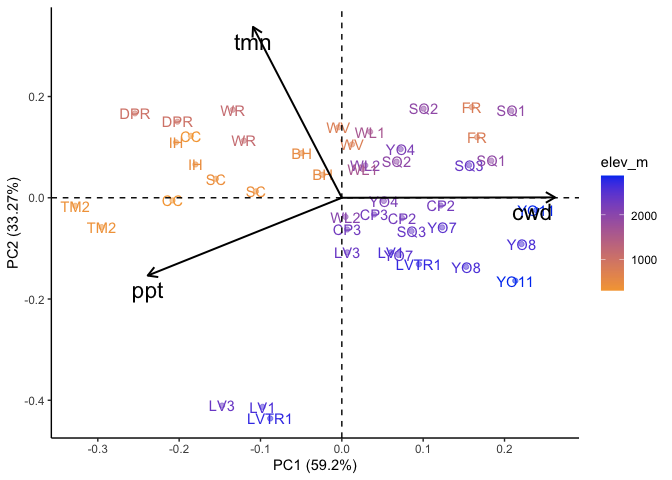 tmn
SQ2
FR
SQ1
DPR
WR
DPR
WV
WL1
FR
OC
IH
WR
WV
YO4
BH
SQ2
SQ1
IH
WL2
WL1
SQ3
BH
SC
SC
OC
YO4
CP2
TM2
YO11
cwd
WL2
CP3
CP2
TM2
CP3
SQ3
YO7
YO8
LV3
LV1
YO7
LVTR1
YO8
ppt
YO11
LV3
LV1
LVTR1
0.2
0.0
-0.2
-0.4
PC2 (33.27%)
-0.3 -0.2 -0.1 0.0 0.1 0.2
PC1 (59.2%)
elev_m
2000
1000